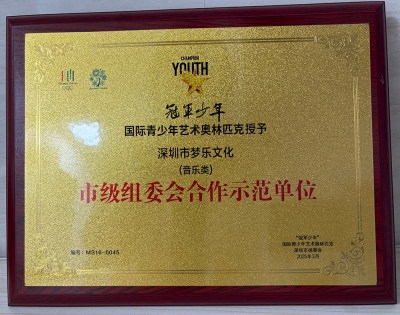 CHAMPION
YOUTH
冠军少年
国际青少年艺术奥林匹克授予
深圳市梦乐文化
(音乐类)
市级组委会合作示范单位
编号：MS16-0045
"冠军少年"
国际青少年艺术奥林匹克
深圳市组委会
2025年2月